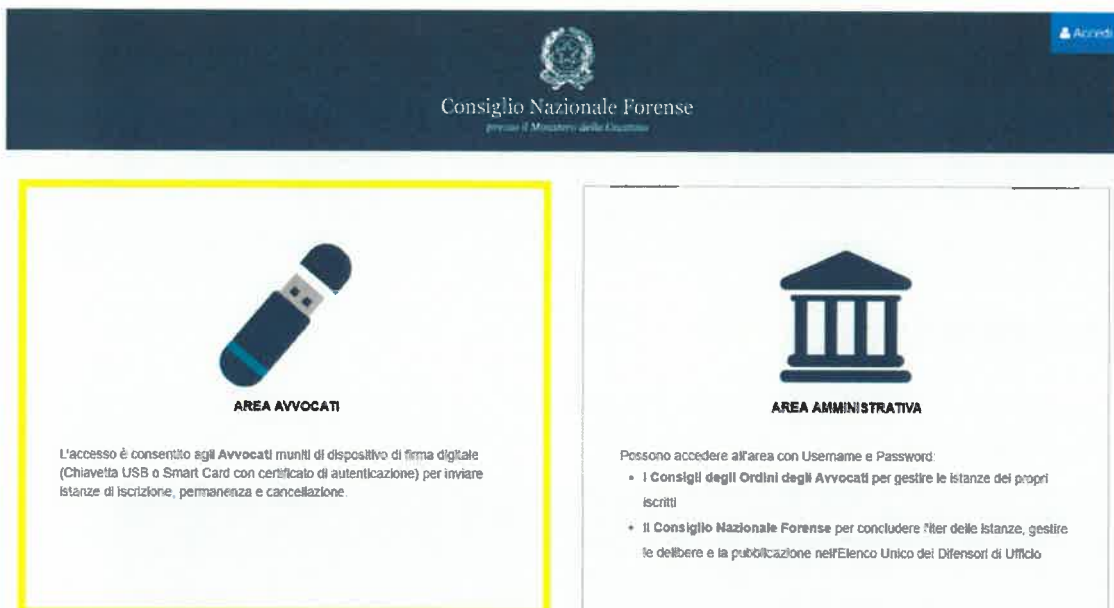 Accedi
Consiglio Nazionale Forense
presso il Ministero della Giustizia
AREA AVVOCATI
L'accesso è consentito agli Avvocati muniti di dispositivo di firma digitale
(Chiavetta USB o Smart Card con certificato di autenticazione) per inviare
istanze di iscrizione, permanenza e cancellazione.
AREA AMMINISTRATIVA
Possono accedere all'area con Username e Password:
• I Consigli degli Ordini degli Avvocati per gestire le istanze dei propri
iscritti
• Il Consiglio Nazionale Forense per concludere l'iter delle istanze, gestire
le delibere e la pubblicazione nell'Elenco Unico dei Difensori di Ufficio